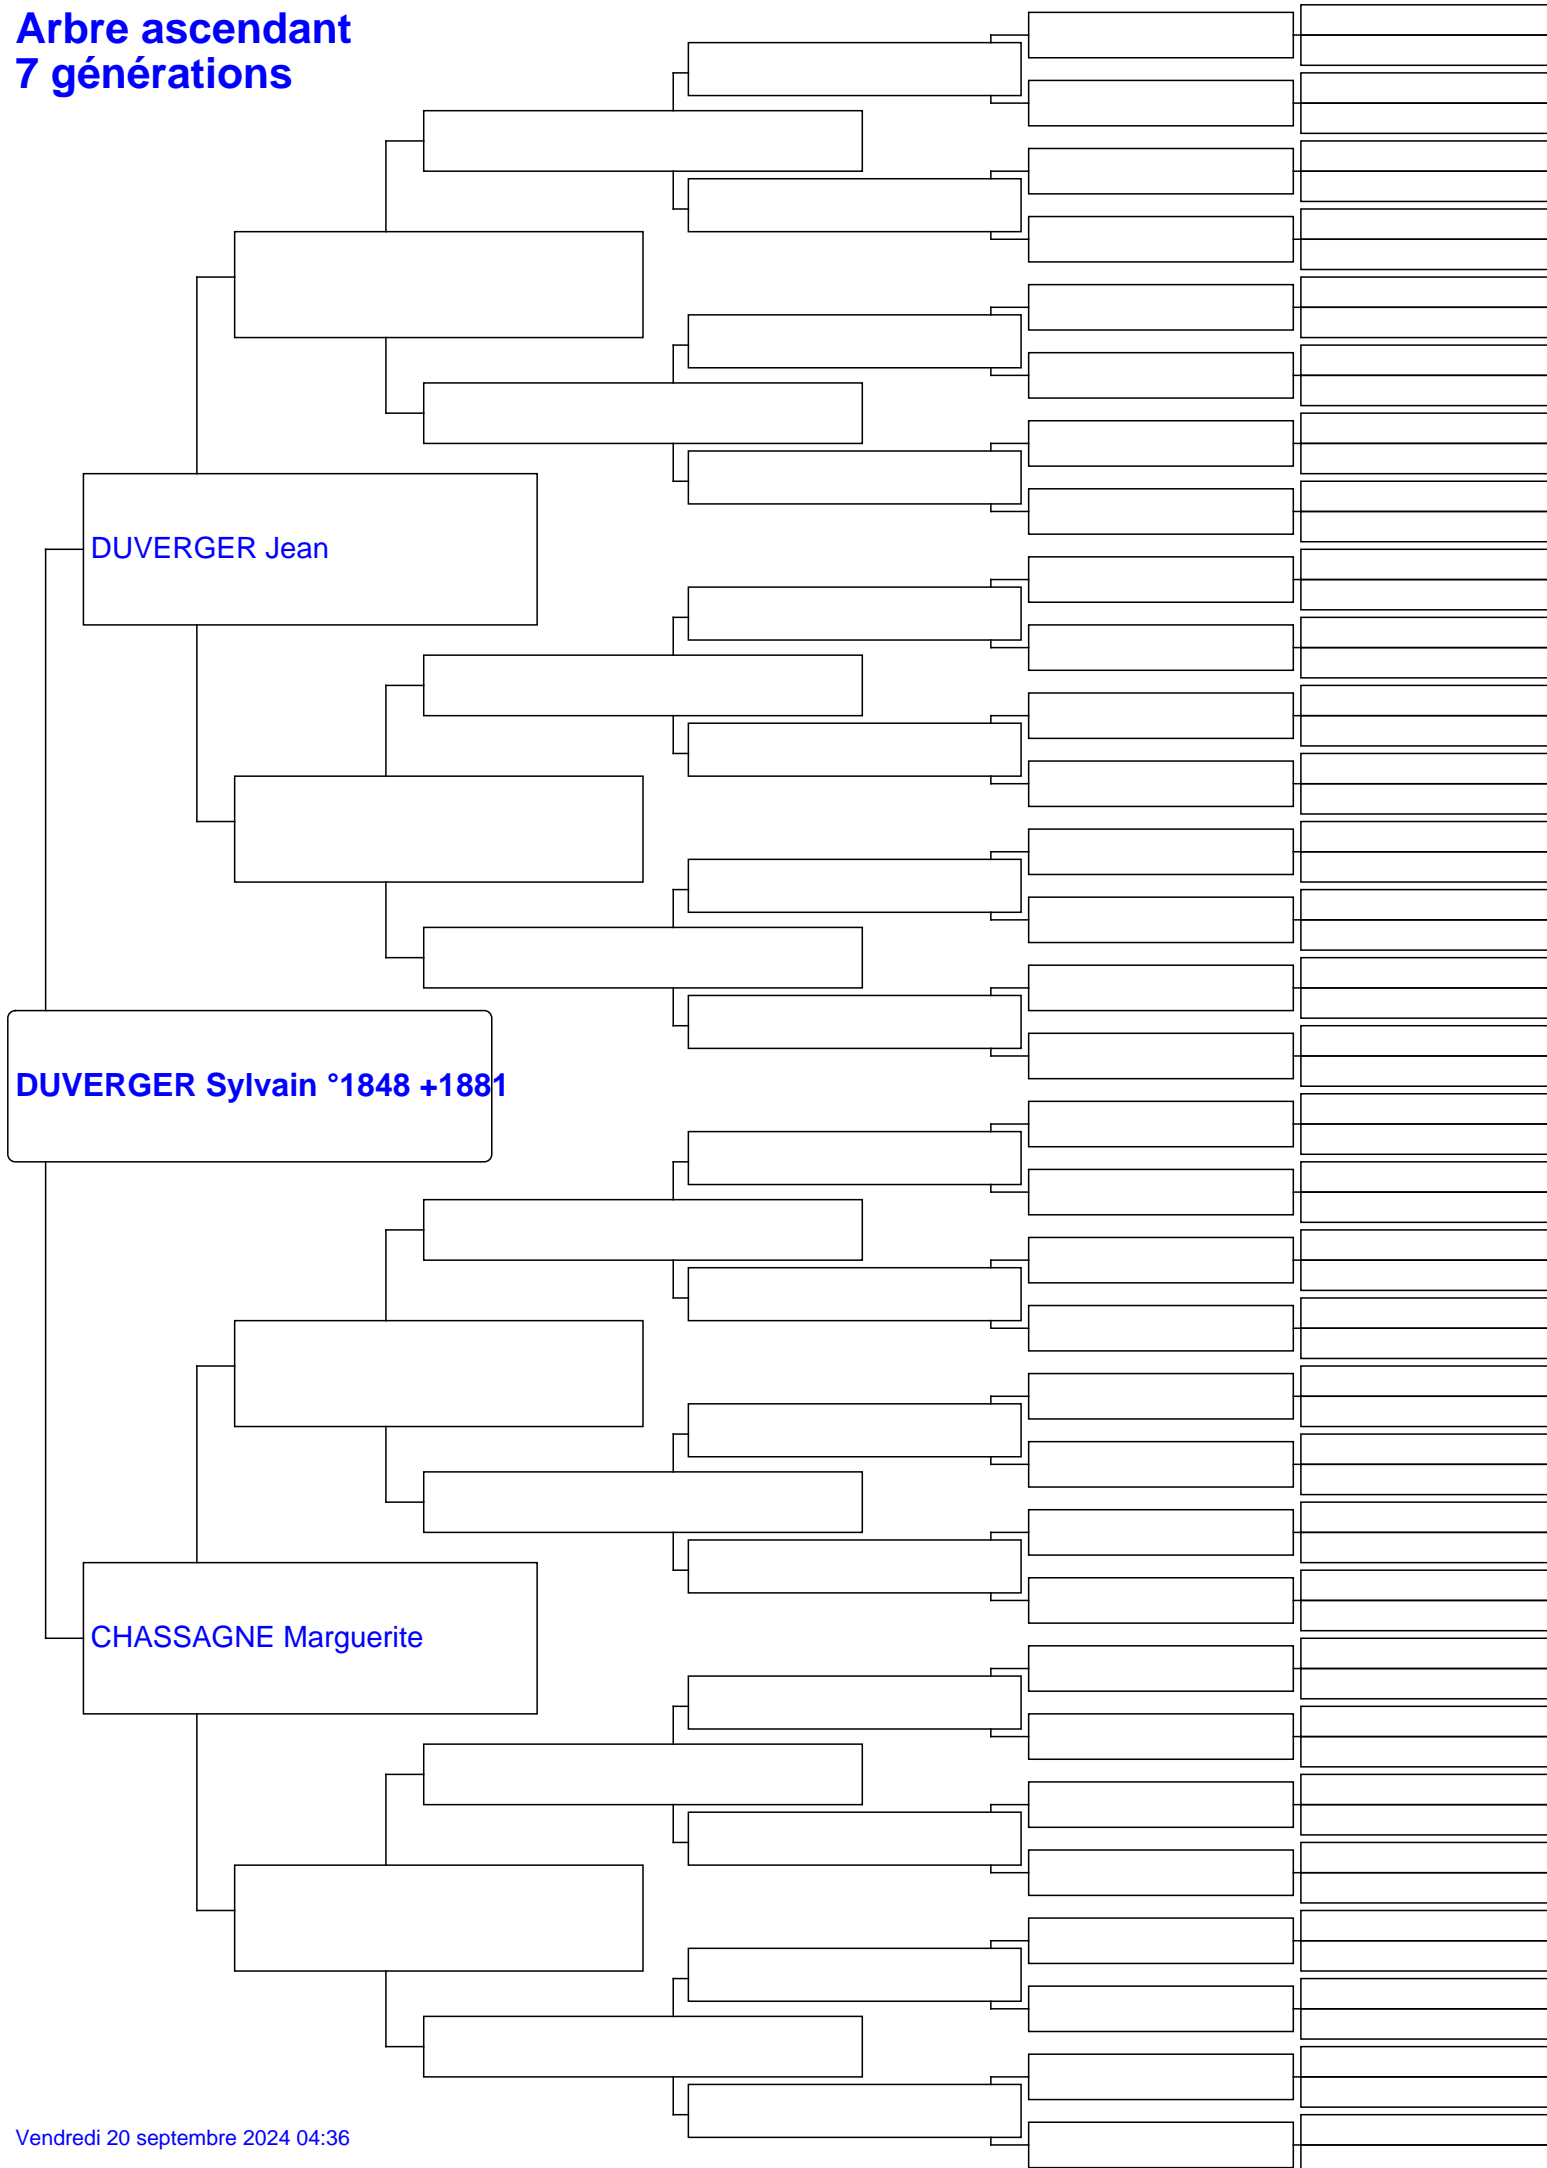 Arbre ascendant
7 générations
DUVERGER Jean
DUVERGER Sylvain °1848 +1881
CHASSAGNE Marguerite
Vendredi 20 septembre 2024 04:36